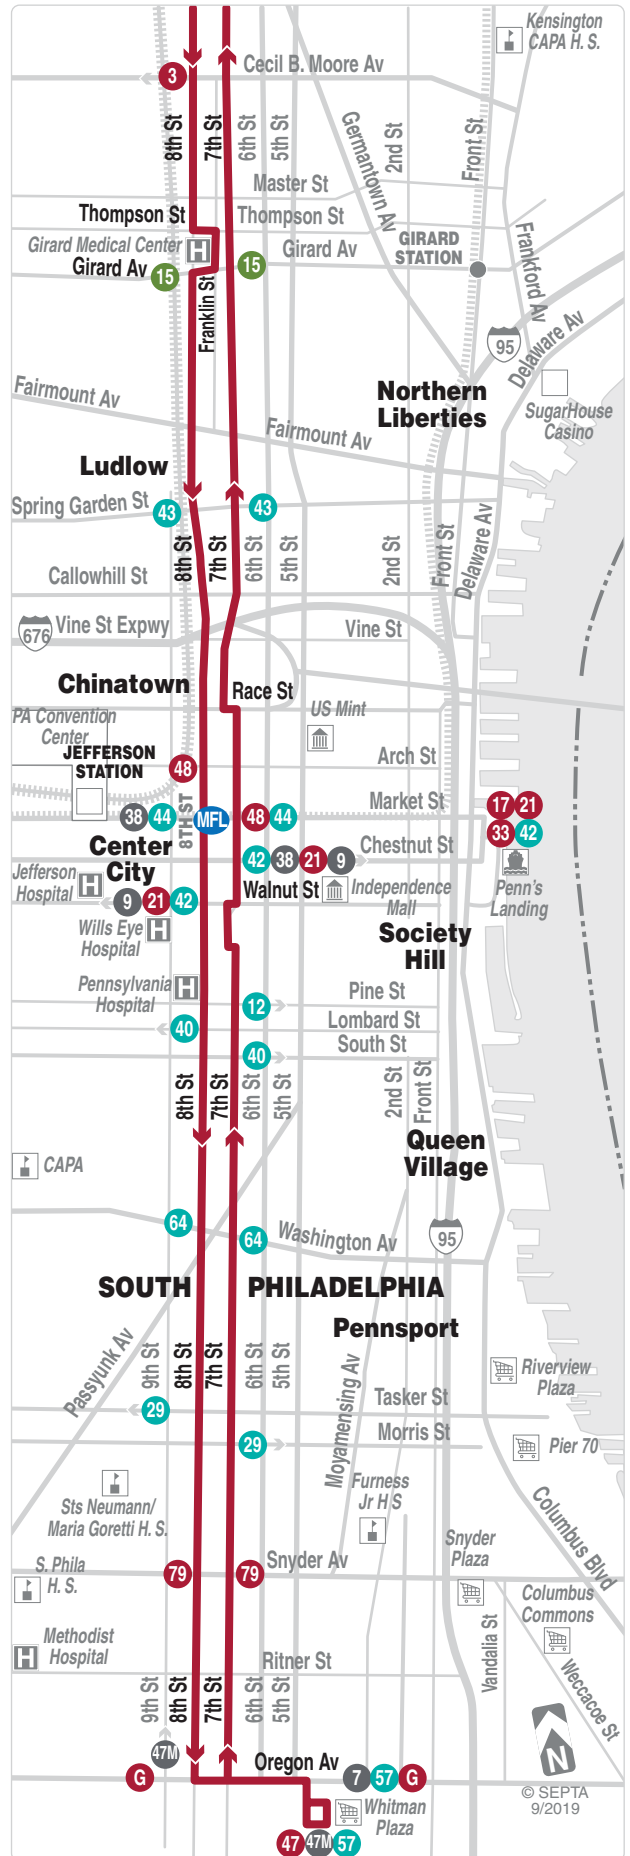 Kensington
CAPA H. S.
Cecil B. Moore Av
3
8th St
7th St
6th St
5th St
Germantown Av
2nd St
Front St
Master St
Thompson St
Thompson St
Girard Medical Center
H
Girard Av
GIRARD
STATION
Girard Av
15
15
Franklin St
Frankford Av
95
Delaware Av
Fairmount Av
Northern
Liberties
SugarHouse
Casino
Fairmount Av
Ludlow
Spring Garden St
43
43
8th St
7th St
6th St
5th St
2nd St
Front St
Delaware Av
Callowhill St
676
Vine St Expwy
Vine St
Chinatown
Race St
PA Convention
Center
US Mint
JEFFERSON
STATION
Arch St
48
8TH ST
Market St
38
44
MFL
48
44
17
21
33
42
Chestnut St
Center
City
42
38
21
9
Jefferson
Hospital
H
Walnut St
Independence
Mall
Penn's
Landing
9
21
42
Wills Eye
Hospital
H
Society
Hill
Pennsylvania
Hospital
H
Pine St
12
Lombard St
40
South St
40
8th St
7th St
6th St
5th St
2nd St
Front St
Queen
Village
CAPA
64
64
Washington Av
95
SOUTH
PHILADELPHIA
Pennsport
Passyunk Av
9th St
8th St
7th St
6th St
5th St
Moyamensing Av
Riverview
Plaza
Tasker St
29
Morris St
29
Pier 70
Furness
Jr H S
Sts Neumann/
Maria Goretti H. S.
Columbus Blvd
Snyder
Plaza
S. Phila
H. S.
79
79
Snyder Av
Columbus
Commons
Methodist
Hospital
H
Vandalia St
Weccacoe St
Ritner St
9th St
8th St
7th St
6th St
5th St
47M
Oregon Av
G
7
57
G
N
© SEPTA
9/2019
Whitman
Plaza
47
47M
57